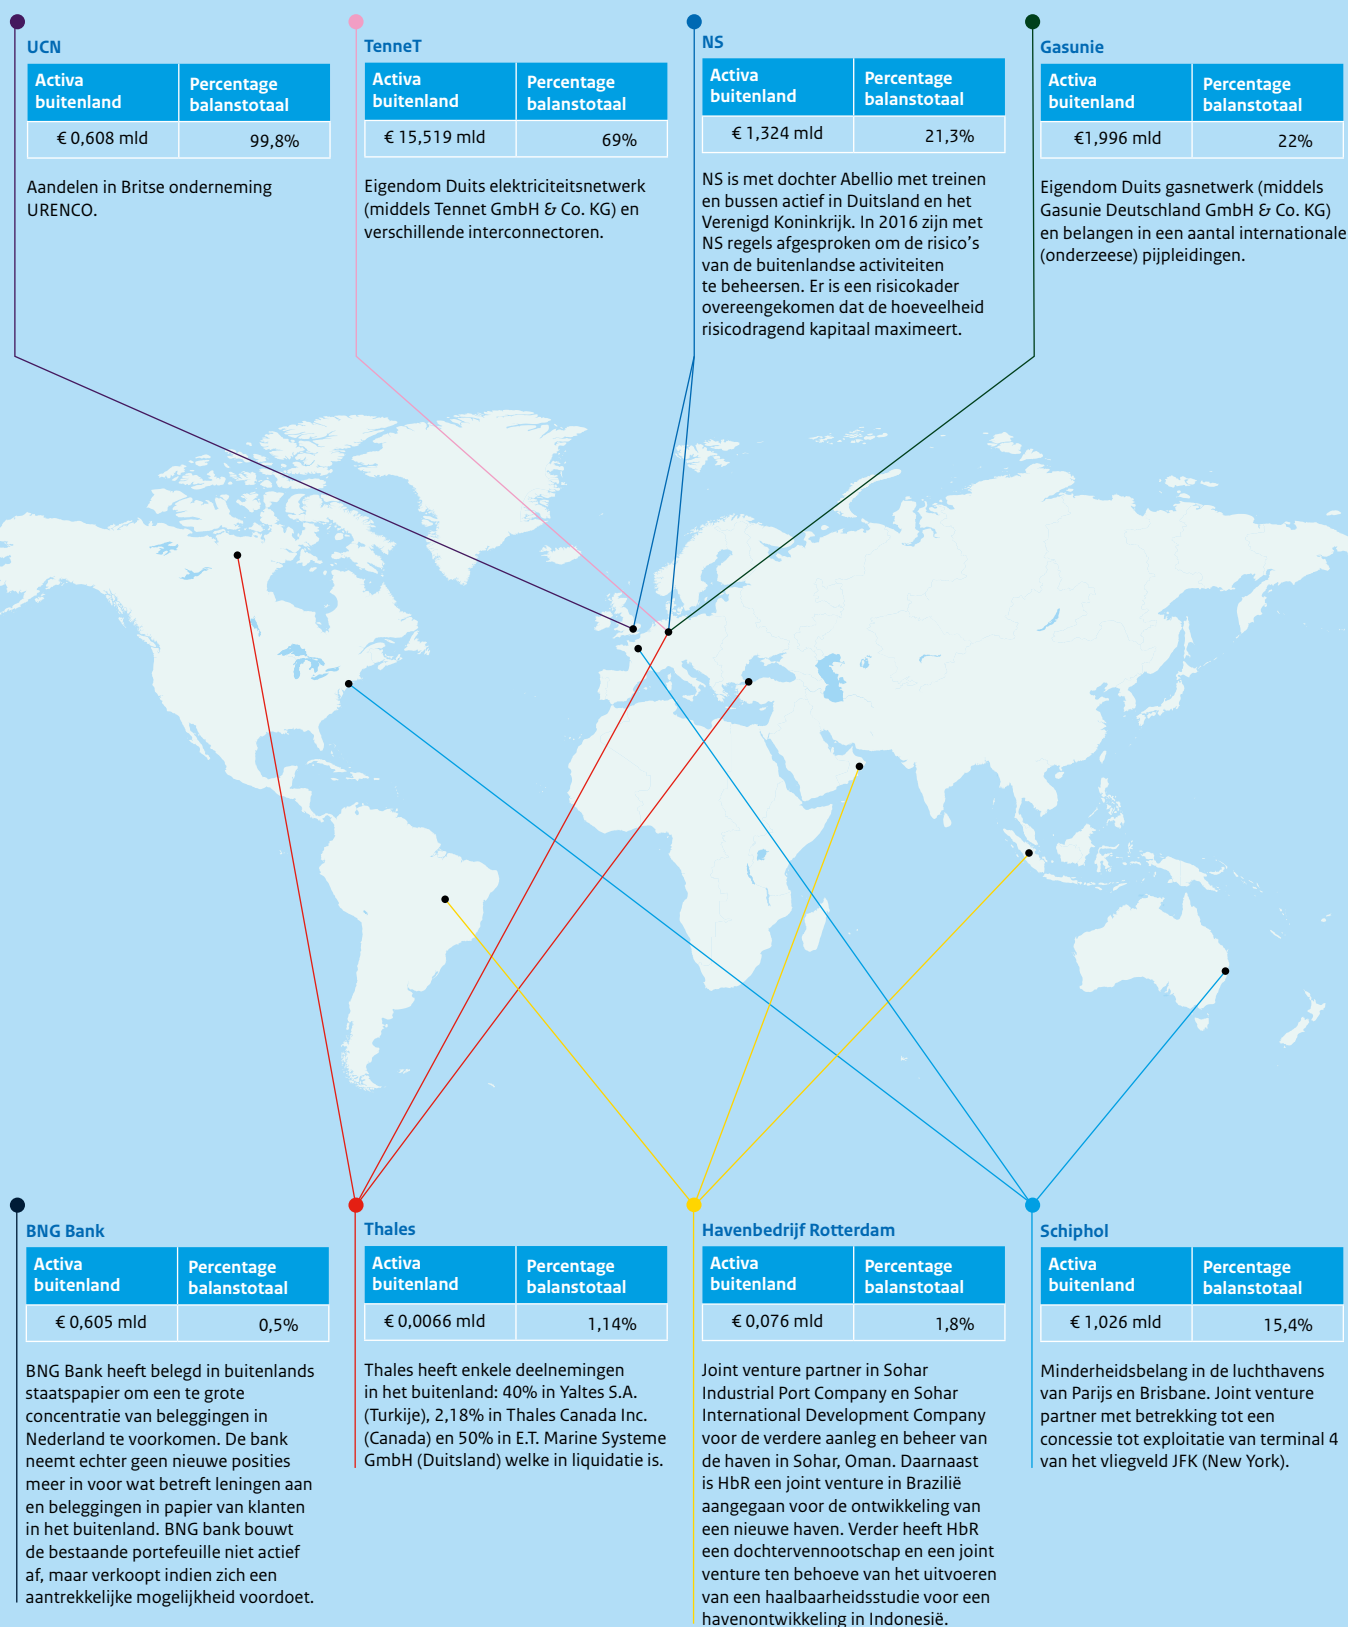 UCN
Activa buitenland
Percentage balanstotaal
€ 0,608 mld
99,8%
Aandelen in Britse onderneming
URENCO.
TenneT
Activa buitenland
Percentage balanstotaal
€ 15,519 mld
69%
Eigendom Duits elektriciteitsnetwerk
(middels Tennet GmbH & Co. KG) en
verschillende interconnectoren.
NS
Activa buitenland
Percentage balanstotaal
€ 1,324 mld
21,3%
NS is met dochter Abellio met treinen
en bussen actief in Duitsland en het
Verenigd Koninkrijk. In 2016 zijn met
NS regels afgesproken om de risico’s
van de buitenlandse activiteiten
te beheersen. Er is een risicokader
overeengekomen dat de hoeveelheid
risicodragend kapitaal maximeert.
Gasunie
Activa buitenland
Percentage balanstotaal
€1,996 mld
22%
Eigendom Duits gasnetwerk (middels
Gasunie Deutschland GmbH & Co. KG)
en belangen in een aantal internationale
(onderzeese) pijpleidingen.
BNG Bank
Activa buitenland
Percentage balanstotaal
€ 0,605 mld
0,5%
BNG Bank heeft belegd in buitenlands
staatspapier om een te grote
concentratie van beleggingen in
Nederland te voorkomen. De bank
neemt echter geen nieuwe posities
meer in voor wat betreft leningen aan
en beleggingen in papier van klanten
in het buitenland. BNG bank bouwt
de bestaande portefeuille niet actief
af, maar verkoopt indien zich een
aantrekkelijke mogelijkheid voordoet.
Thales
Activa buitenland
Percentage balanstotaal
€ 0,0066 mld
1,14%
Thales heeft enkele deelnemingen
in het buitenland: 40% in Yaltes S.A.
(Turkije), 2,18% in Thales Canada Inc.
(Canada) en 50% in E.T. Marine Systeme
GmbH (Duitsland) welke in liquidatie is.
Havenbedrijf Rotterdam
Activa buitenland
Percentage balanstotaal
€ 0,076 mld
1,8%
Joint venture partner in Sohar
Industrial Port Company en Sohar
International Development Company
voor de verdere aanleg en beheer van
de haven in Sohar, Oman. Daarnaast
is HbR een joint venture in Brazilië
aangegaan voor de ontwikkeling van
een nieuwe haven. Verder heeft HbR
een dochtervennootschap en een joint
venture ten behoeve van het uitvoeren
van een haalbaarheidsstudie voor een
havenontwikkeling in Indonesië.
Schiphol
Activa buitenland
Percentage balanstotaal
€ 1,026 mld
15,4%
Minderheidsbelang in de luchthavens
van Parijs en Brisbane. Joint venture
partner met betrekking tot een
concessie tot exploitatie van terminal 4
van het vliegveld JFK (New York).